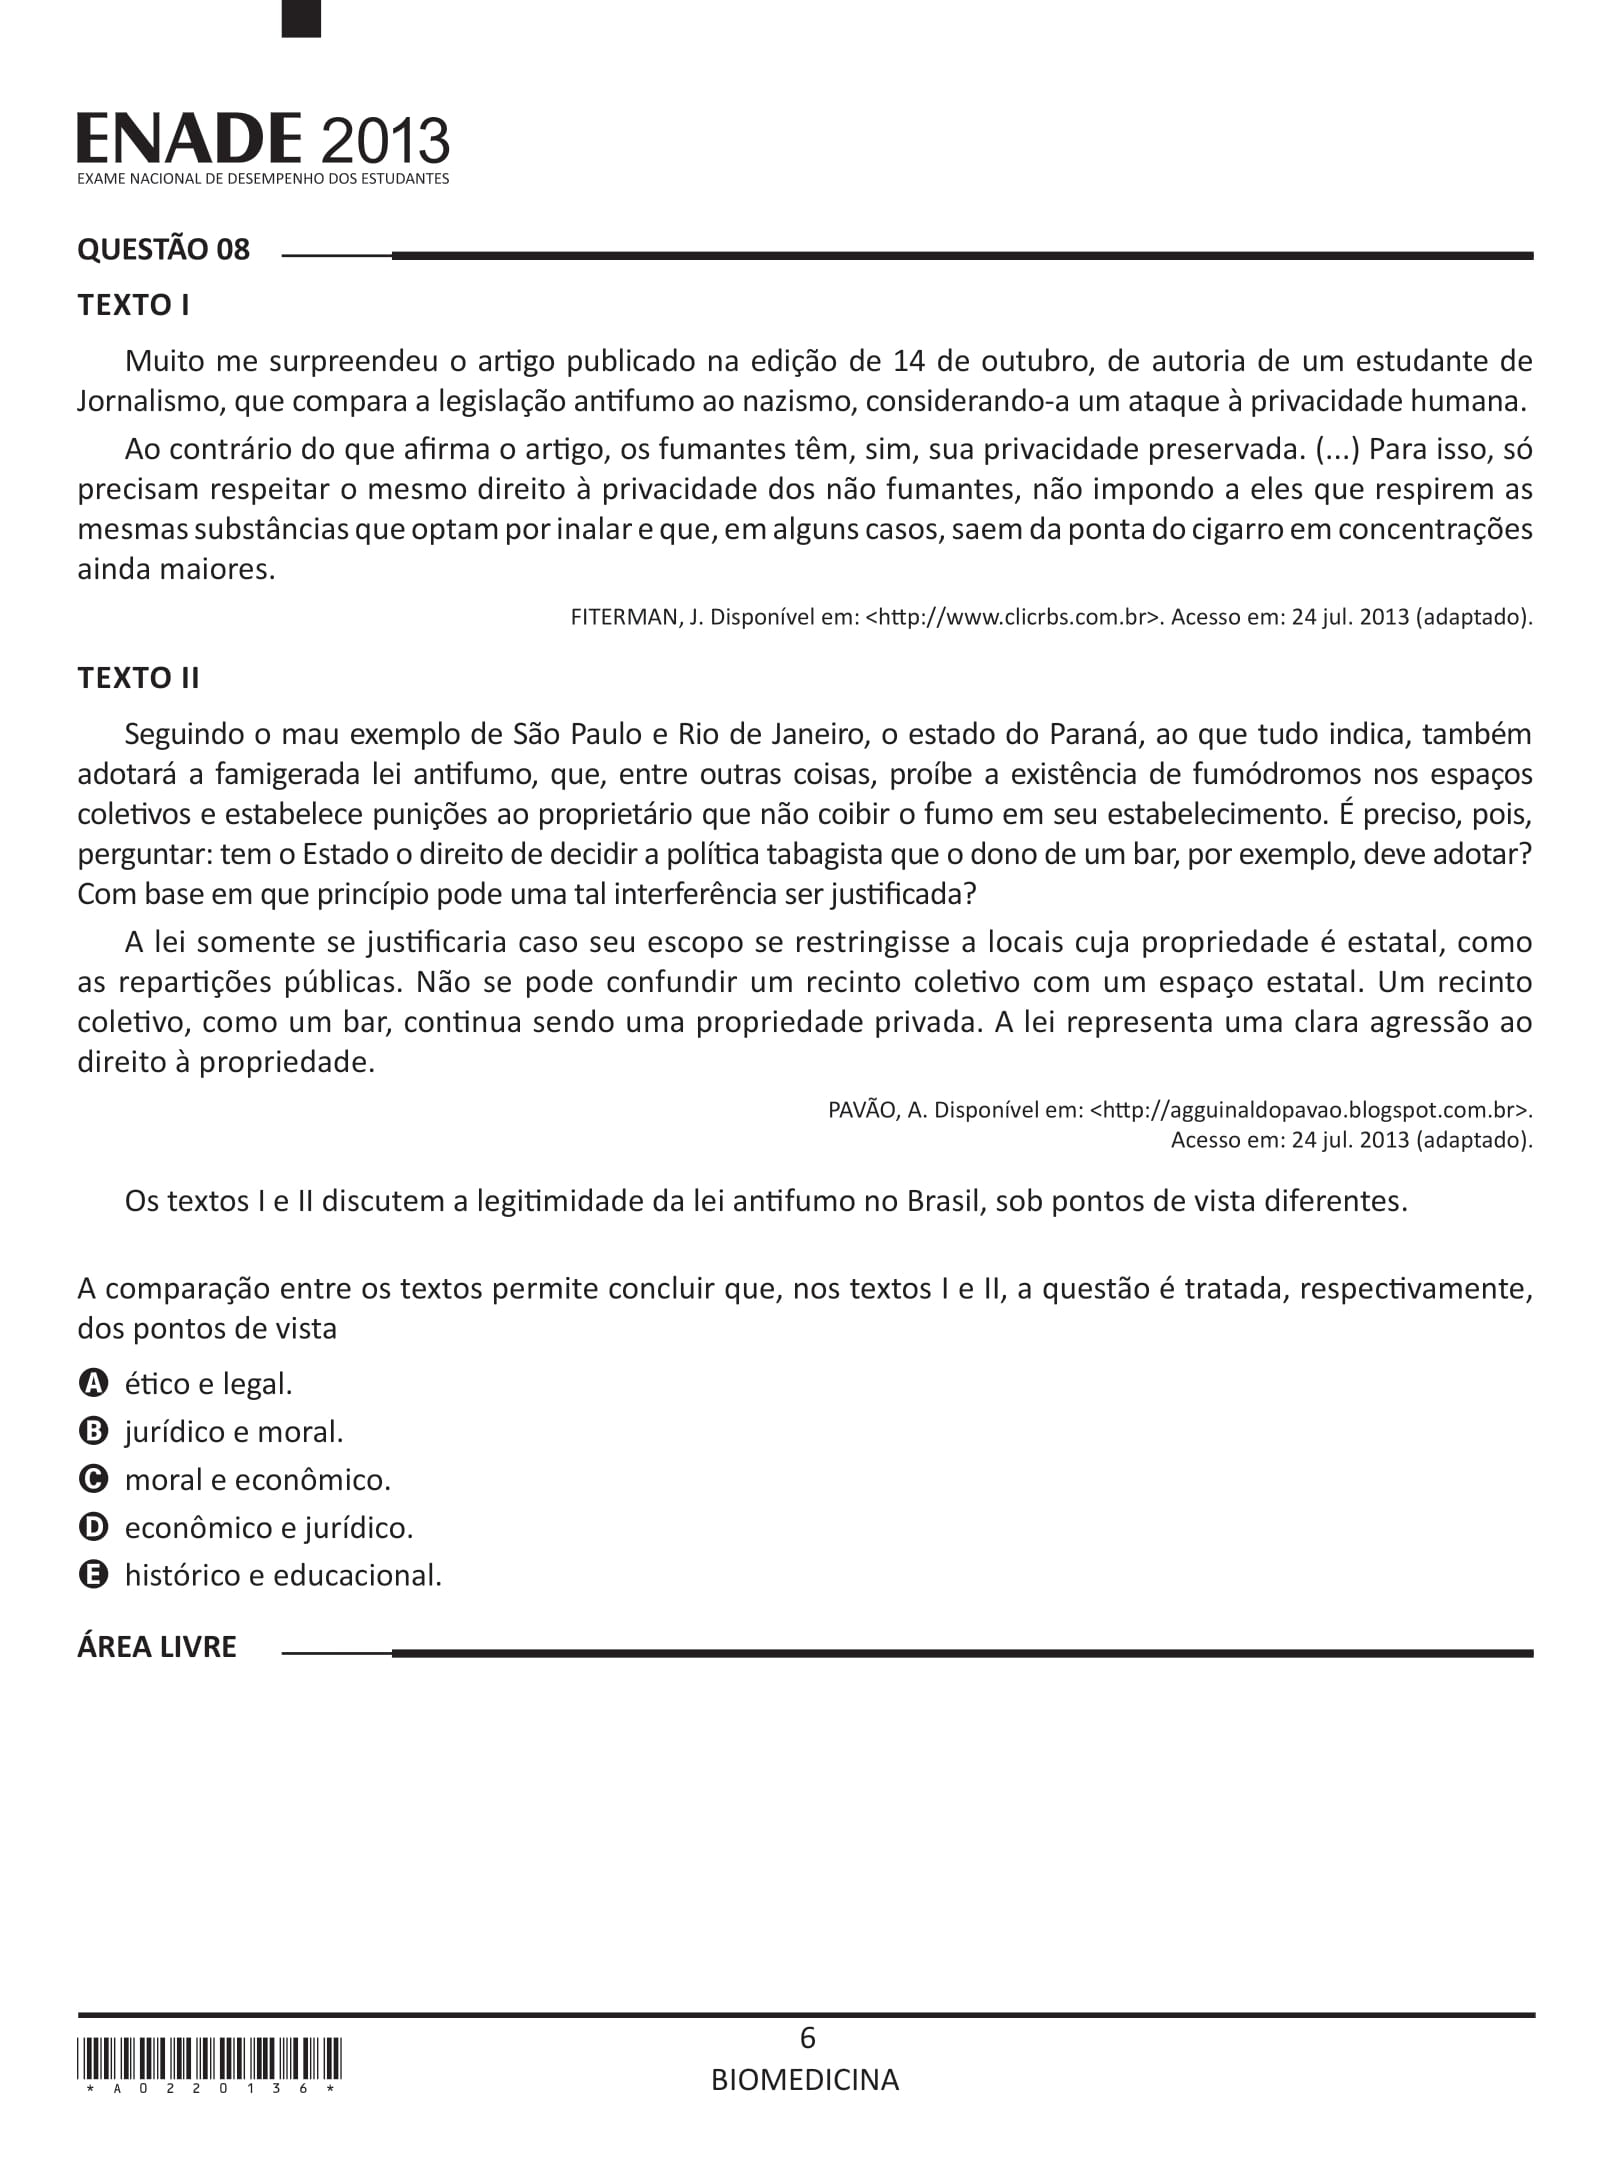 ENADE 2013
EXAME NACIONAL DE DESEMPENHO DOS ESTUDANTES
QUESTÃO 08
TEXTO I
Muito me surpreendeu o artigo publicado na edição de 14 de outubro, de autoria de um estudante de
Jornalismo, que compara a legislação antifumo ao nazismo, considerando-a um ataque à privacidade humana.
Ao contrário do que afirma o artigo, os fumantes têm, sim, sua privacidade preservada. (...) Para isso, só
precisam respeitar o mesmo direito à privacidade dos não fumantes, não impondo a eles que respirem as
mesmas substâncias que optam por inalar e que, em alguns casos, saem da ponta do cigarro em concentrações
ainda maiores.
FITERMAN, J. Disponível em: <http://www.clicrbs.com.br>. Acesso em: 24 jul. 2013 (adaptado).
TEXTO II
Seguindo o mau exemplo de São Paulo e Rio de Janeiro, o estado do Paraná, ao que tudo indica, também
adotará a famigerada lei antifumo, que, entre outras coisas, proíbe a existência de fumódromos nos espaços
coletivos e estabelece punições ao proprietário que não coibir o fumo em seu estabelecimento. É preciso, pois,
perguntar: tem o Estado o direito de decidir a política tabagista que o dono de um bar, por exemplo, deve adotar?
Com base em que princípio pode uma tal interferência ser justificada?
A lei somente se justificaria caso seu escopo se restringisse a locais cuja propriedade é estatal, como
as repartições públicas. Não se pode confundir um recinto coletivo com um espaço estatal. Um recinto
coletivo, como um bar, continua sendo uma propriedade privada. A lei representa uma clara agressão ao
direito à propriedade.
PAVÃO, A. Disponível em: <http://agguinaldopavao.blogspot.com.br>.
Acesso em: 24 jul. 2013 (adaptado).
Os textos I e II discutem a legitimidade da lei antifumo no Brasil, sob pontos de vista diferentes.
A comparação entre os textos permite concluir que, nos textos I e II, a questão é tratada, respectivamente,
dos pontos de vista
A ético e legal.
B jurídico e moral.
C moral e econômico.
D econômico e jurídico.
E histórico e educacional.
ÁREA LIVRE
6
BIOMEDICINA
*A0220136*